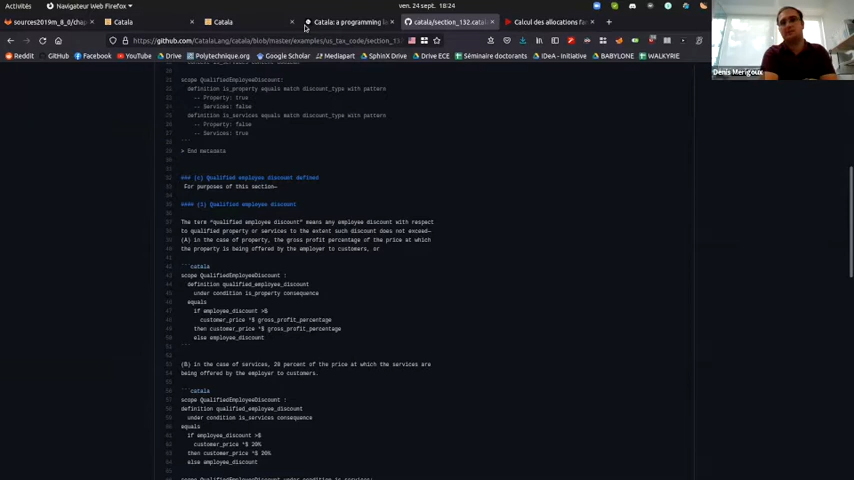 Activités
Navigateur Web Firefox
ven. 24 sept. 18:24
sources2019m_8_0/chap
Catala
Catala
Catala: a programming la
catala/section_132.catal
Calcul des allocations fa
https://github.com/CatalaLang/catala/blob/master/examples/us_tax_code/section_13
Reddit
GitHub
Facebook
YouTube
Drive
Polytechnique.org
Google Scholar
Mediapart
SphinX Drive
Drive ECE
Séminaire doctorants
IDeA - Initiative
BABYLONE
WALKYRIE
Denis Merigoux
scope QualifiedEmployeeDiscount:
definition is_property equals match discount_type with pattern
-- Property: true
-- Services: false
definition is_services equals match discount_type with pattern
-- Property: false
-- Services: true
```
> End metadata
### (c) Qualified employee discount defined
For purposes of this section—
#### (1) Qualified employee discount
The term "qualified employee discount" means any employee discount with respect
to qualified property or services to the extent such discount does not exceed—
(A) in the case of property, the gross profit percentage of the price at which
the property is being offered by the employer to customers, or
```catala
scope QualifiedEmployeeDiscount :
definition qualified_employee_discount
under condition is_property consequence
equals
if employee_discount >$
customer_price *$ gross_profit_percentage
then customer_price *$ gross_profit_percentage
else employee_discount
```
(B) in the case of services, 20 percent of the price at which the services are
being offered by the employer to customers.
```catala
scope QualifiedEmployeeDiscount :
definition qualified_employee_discount
under condition is_services consequence
equals
if employee_discount >$
customer_price *$ 20%
then customer_price *$ 20%
else employee_discount